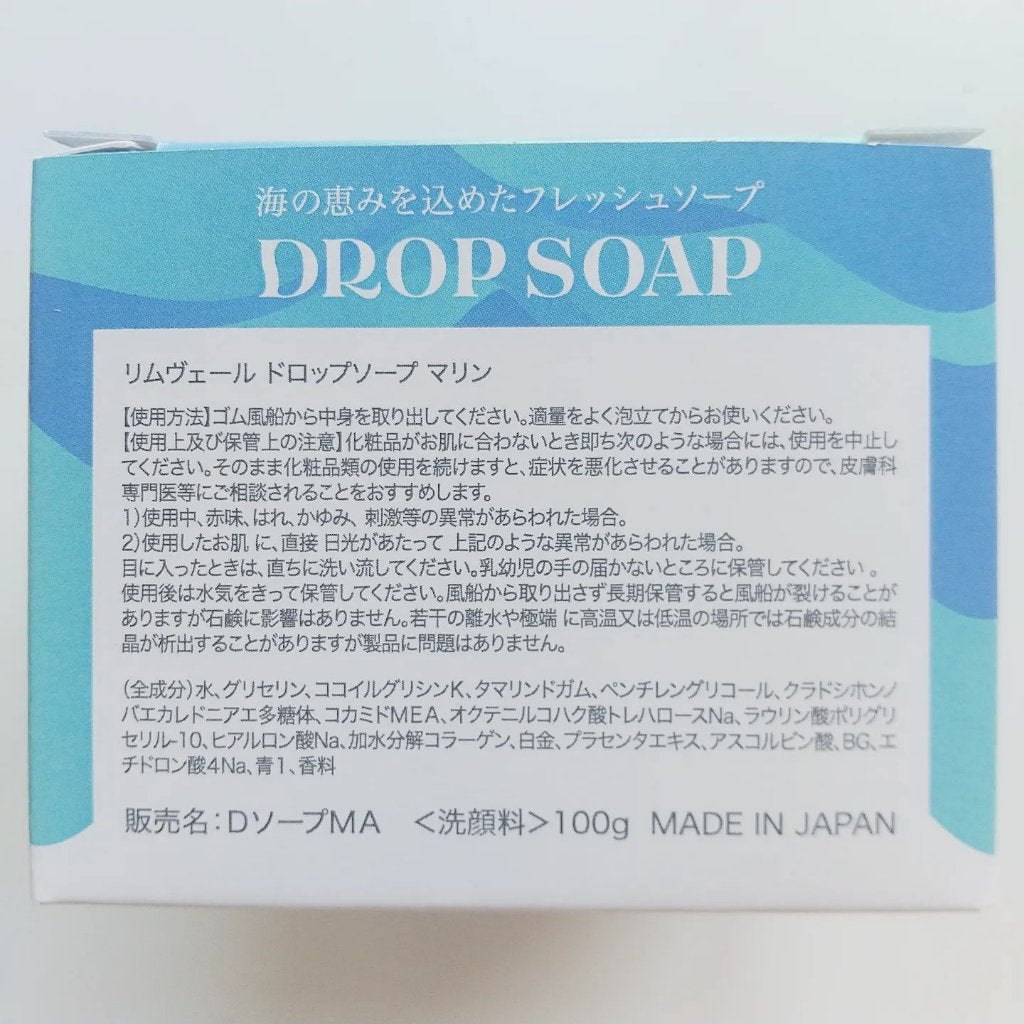 海の恵みを込めたフレッシュソープ
DROP SOAP
リムヴェール ドロップソープ マリン
【使用方法】ゴム風船から中身を取り出してください。適量をよく泡立ててからお使いください。
【使用上及び保管上の注意】化粧品がお肌に合わないとき即ち次のような場合には、使用を中止し
てください。そのまま化粧品類の使用を続けますと、症状を悪化させることがありますので、皮膚科
専門医等にご相談されることをおすすめします。
1)使用中、赤味、はれ、かゆみ、刺激等の異常があらわれた場合。
2)使用したお肌 に、直接 日光があたって 上記のような異常があらわれた場合。
目に入ったときは、直ちに洗い流してください。乳幼児の手の届かないところに保管してください 。
使用後は水気をきって保管してください。風船から取り出さず長期保管すると風船が裂けることが
ありますが石鹸に影響はありません。若干の離水や極端 に高温又は低温の場所では石鹸成分の結
晶が析出することがありますが製品に問題はありません。
(全成分)水、グリセリン、ココイルグリシンK、タマリンドガム、ペンチレングリコール、クラドシホンノ
バエカレドニアエ多糖体、コカミドMEA、オクテニルコハク酸トレハロースNa、ラウリン酸ポリグリ
セリル-10、ヒアルロン酸Na、加水分解コラーゲン、白金、プラセンタエキス、アスコルビン酸、BG、エ
チドロン酸4Na、青1、香料
販売名:DソープMA <洗顔料>100g MADE IN JAPAN